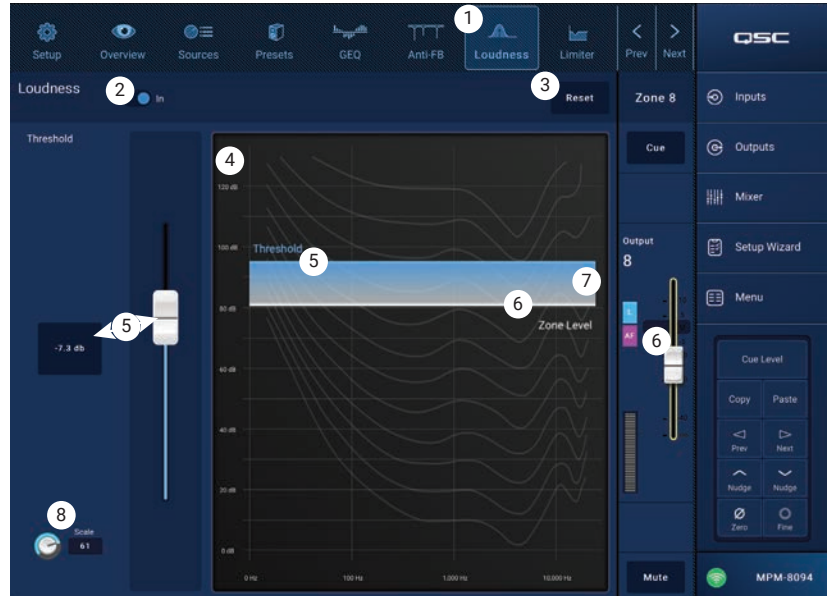 1
Setup Overview Sources Presets GEQ Anti-FB Loudness Limiter Prev Next
QSC
Loudness
2
In
3
Reset
Zone 8
Inputs
Threshold
4
Cue
Outputs
120 dB
Mixer
100 dB
Threshold
5
7
Output
8
Setup Wizard
80 dB
6
Zone Level
Menu
5
-7.3 db
AF
6
60 dB
Cue Level
Copy Paste
40 dB
Prev Next
20 dB
Nudge Nudge
8
Scale
61
Zero Fine
0 dB
0 Hz 100 Hz 1,000 Hz 10,000 Hz
Mute
MPM-8094